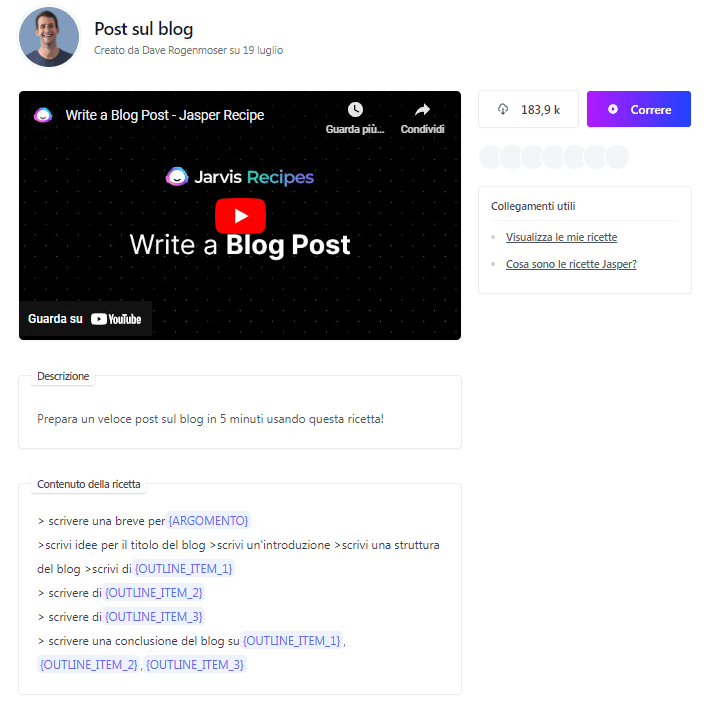 Post sul blog
Creato da Dave Rogenmoser su 19 luglio
Write a Blog Post - Jasper Recipe
Guarda più...
Condividi
Jarvis Recipes
Write a Blog Post
Guarda su YouTube
183,9 k
Correre
Collegamenti utili
Visualizza le mie ricette
Cosa sono le ricette Jasper?
Descrizione
Prepara un veloce post sul blog in 5 minuti usando questa ricetta!
Contenuto della ricetta
> scrivere una breve per {ARGOMENTO}
>scrivi idee per il titolo del blog >scrivi un'introduzione >scrivi una struttura
del blog >scrivi di {OUTLINE_ITEM_1}
> scrivere di {OUTLINE_ITEM_2}
> scrivere di {OUTLINE_ITEM_3}
> scrivere una conclusione del blog su {OUTLINE_ITEM_1} ,
{OUTLINE_ITEM_2} , {OUTLINE_ITEM_3}